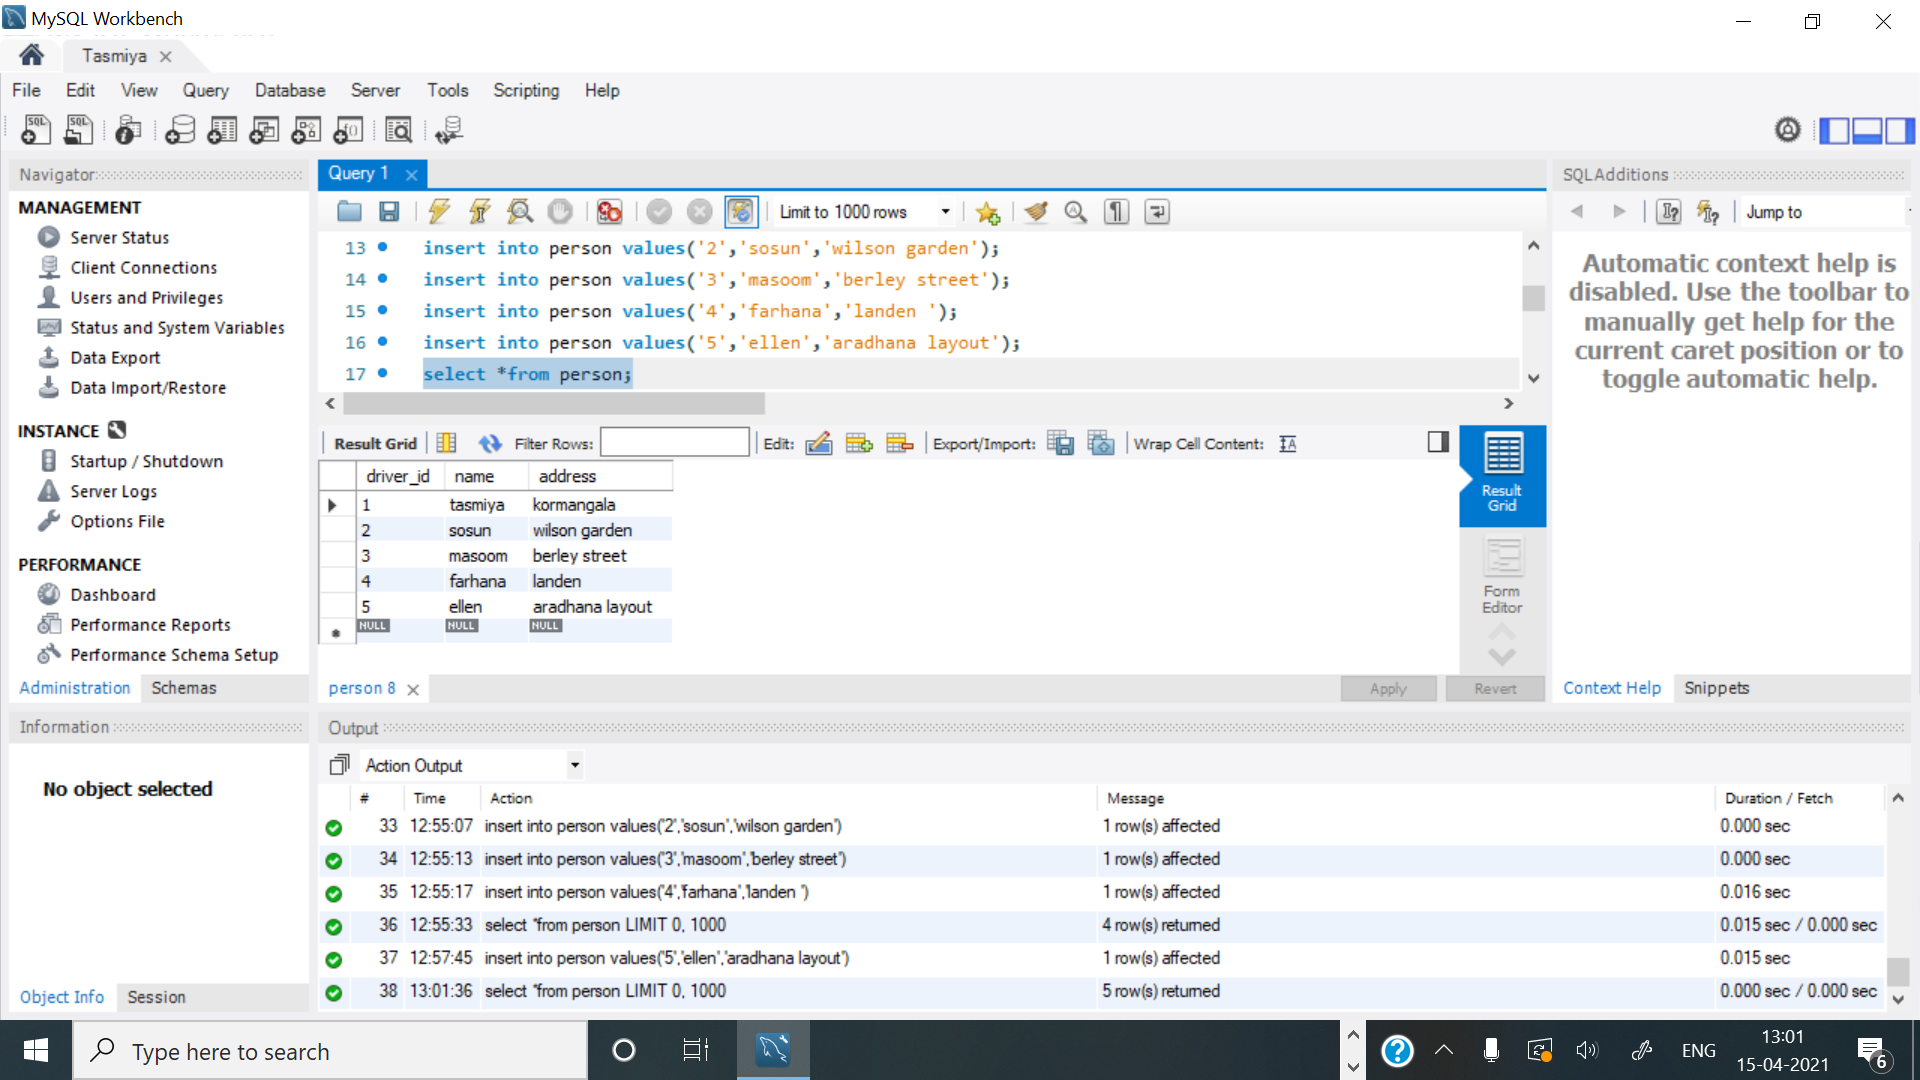 MySQL Workbench
Tasmiya
File Edit View Query Database Server Tools Scripting Help
Navigator
MANAGEMENT
Server Status
Client Connections
Users and Privileges
Status and System Variables
Data Export
Data Import/Restore
INSTANCE
Startup / Shutdown
Server Logs
Options File
PERFORMANCE
Dashboard
Performance Reports
Performance Schema Setup
Administration Schemas
Information
No object selected
Object Info Session
Query 1
Limit to 1000 rows
13 insert into person values('2','sosun','wilson garden');
14 insert into person values('3','masoom','berley street');
15 insert into person values('4','farhana','landen ');
16 insert into person values('5','ellen','aradhana layout');
17 select *from person;
Result Grid Filter Rows: Edit: Export/Import: Wrap Cell Content:
driver_id name address
1 tasmiya kormangala
2 sosun wilson garden
3 masoom berley street
4 farhana landen
5 ellen aradhana layout
NULL NULL NULL
Result
Grid
Form
Editor
person 8
Apply Revert
SQLAdditions
Jump to
Automatic context help is
disabled. Use the toolbar to
manually get help for the
current caret position or to
toggle automatic help.
Context Help Snippets
Output
Action Output
# Time Action Message Duration / Fetch
33 12:55:07 insert into person values('2','sosun','wilson garden') 1 row(s) affected 0.000 sec
34 12:55:13 insert into person values('3','masoom','berley street') 1 row(s) affected 0.000 sec
35 12:55:17 insert into person values('4','farhana','landen ') 1 row(s) affected 0.016 sec
36 12:55:33 select *from person LIMIT 0, 1000 4 row(s) returned 0.015 sec / 0.000 sec
37 12:57:45 insert into person values('5','ellen','aradhana layout') 1 row(s) affected 0.015 sec
38 13:01:36 select *from person LIMIT 0, 1000 5 row(s) returned 0.000 sec / 0.000 sec
Type here to search
ENG
13:01
15-04-2021
6